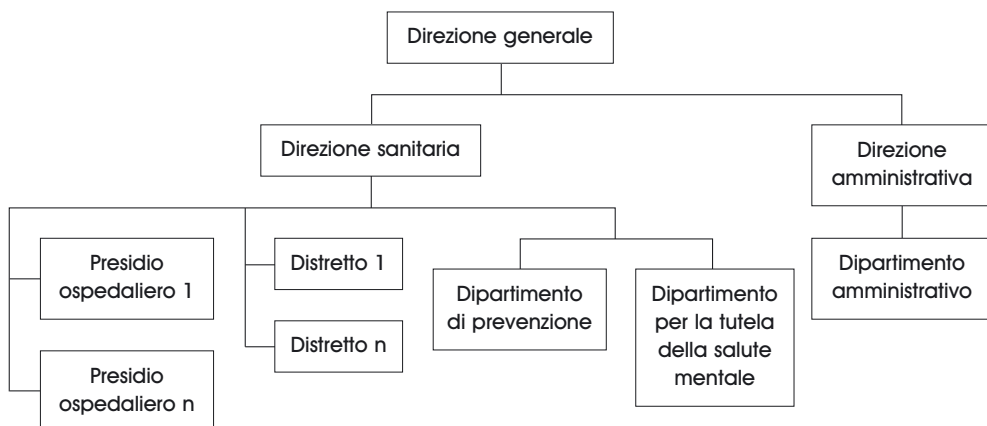 Direzione generale
Direzione sanitaria
Direzione
amministrativa
Presidio
ospedaliero 1
Distretto 1
Dipartimento
di prevenzione
Dipartimento
per la tutela
della salute
mentale
Dipartimento
amministrativo
Distretto n
Presidio
ospedaliero n